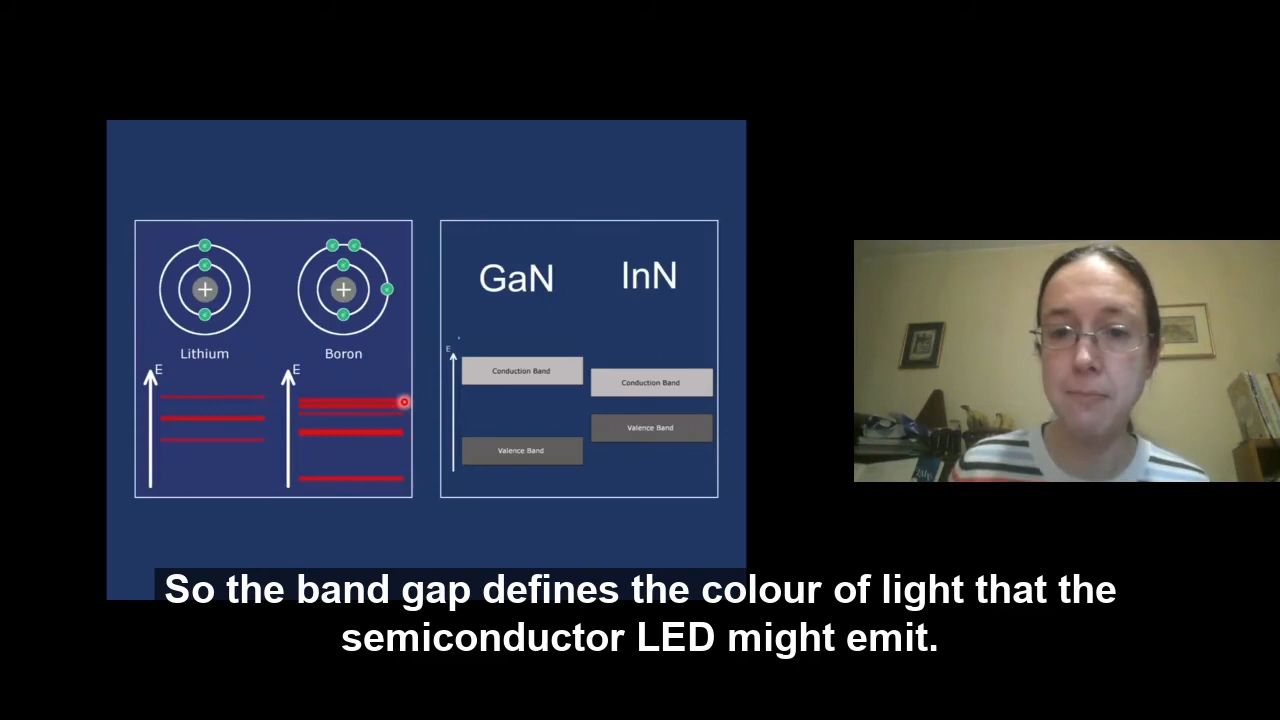 GaN
InN
Lithium
Boron
E
E
E
Conduction Band
Conduction Band
Valence Band
Valence Band
So the band gap defines the colour of light that the
semiconductor LED might emit.